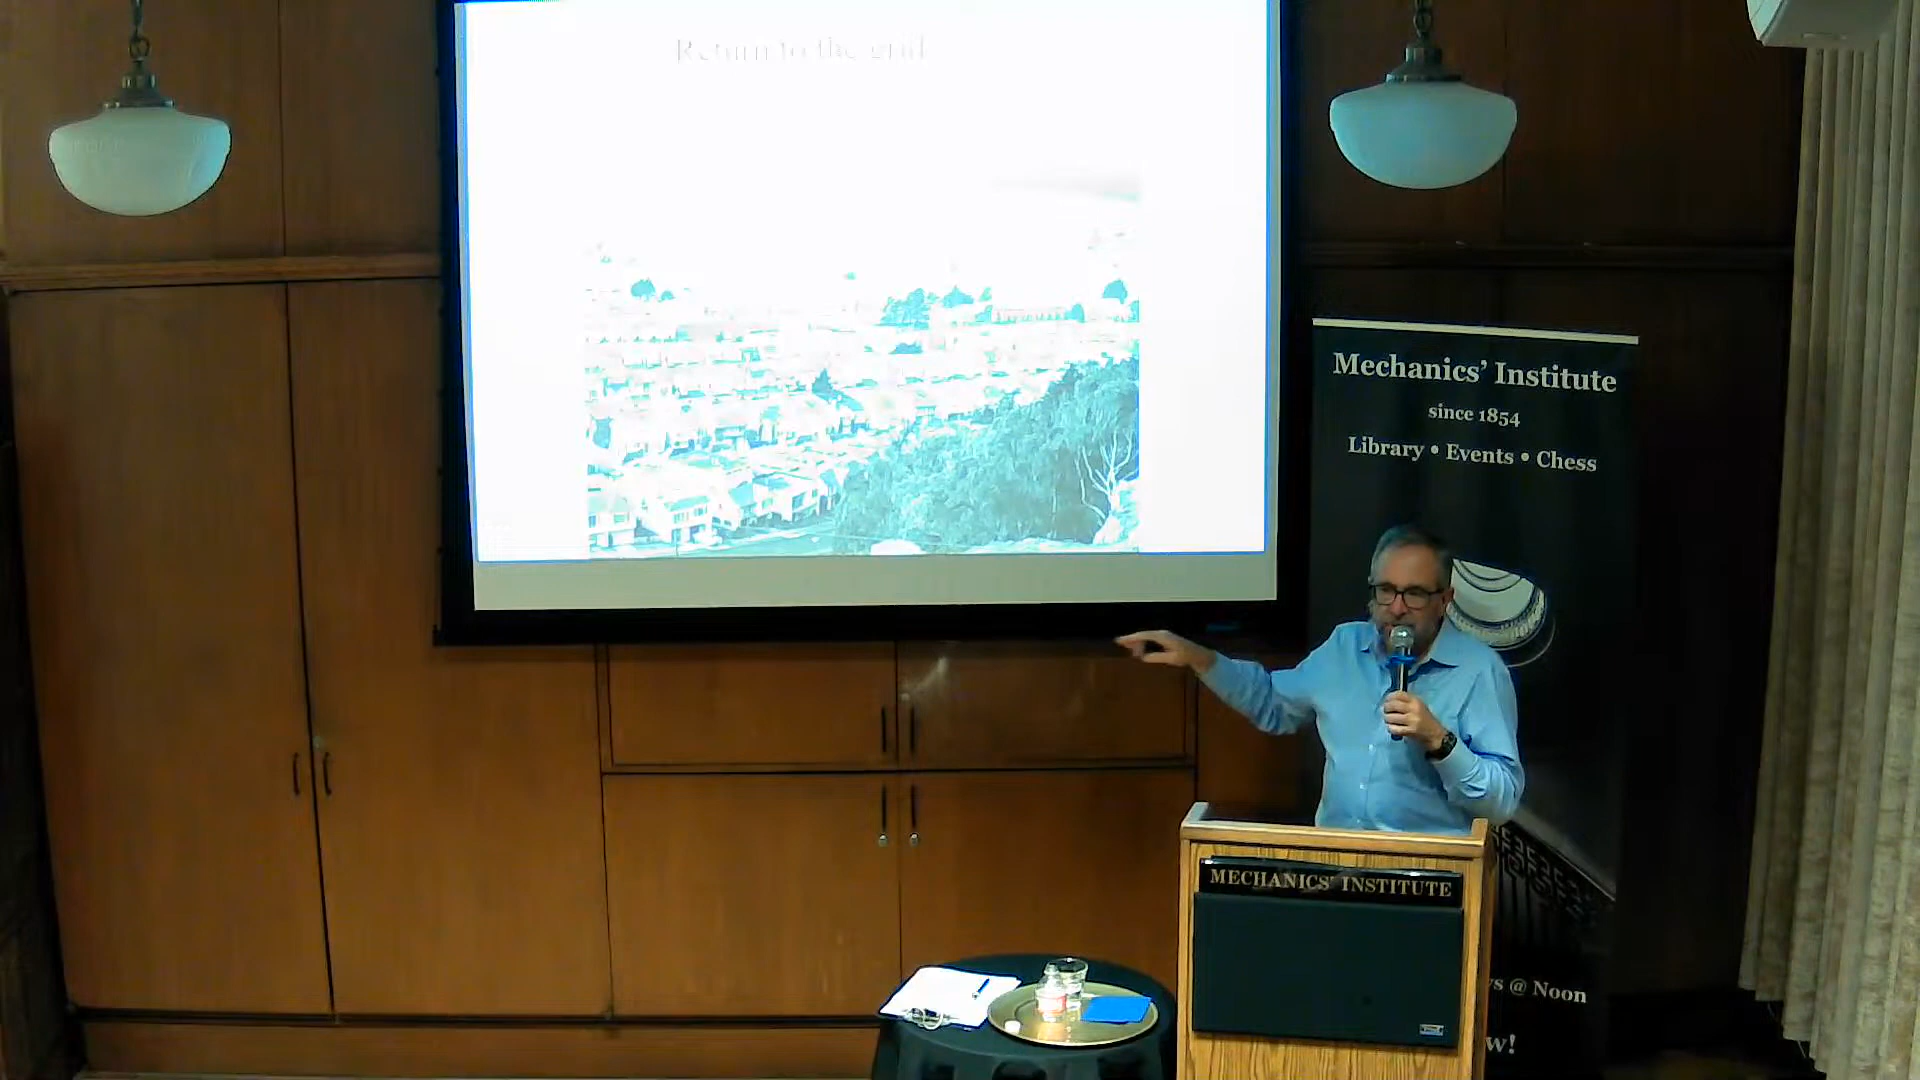 Return to the grid
Mechanics' Institute
since 1854
Library • Events • Chess
MECHANICS' INSTITUTE
@ Noon